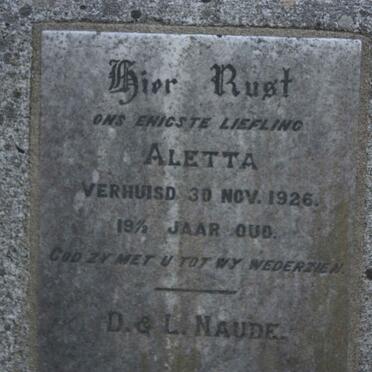 Hier Rust
ONS ENIGSTE LIEFLING
ALETTA
VERHUISD 30 NOV. 1926.
19½ JAAR OUD.
GOD ZY MET U TOT WY WEDERZIEN.
D. & L. NAUDE.